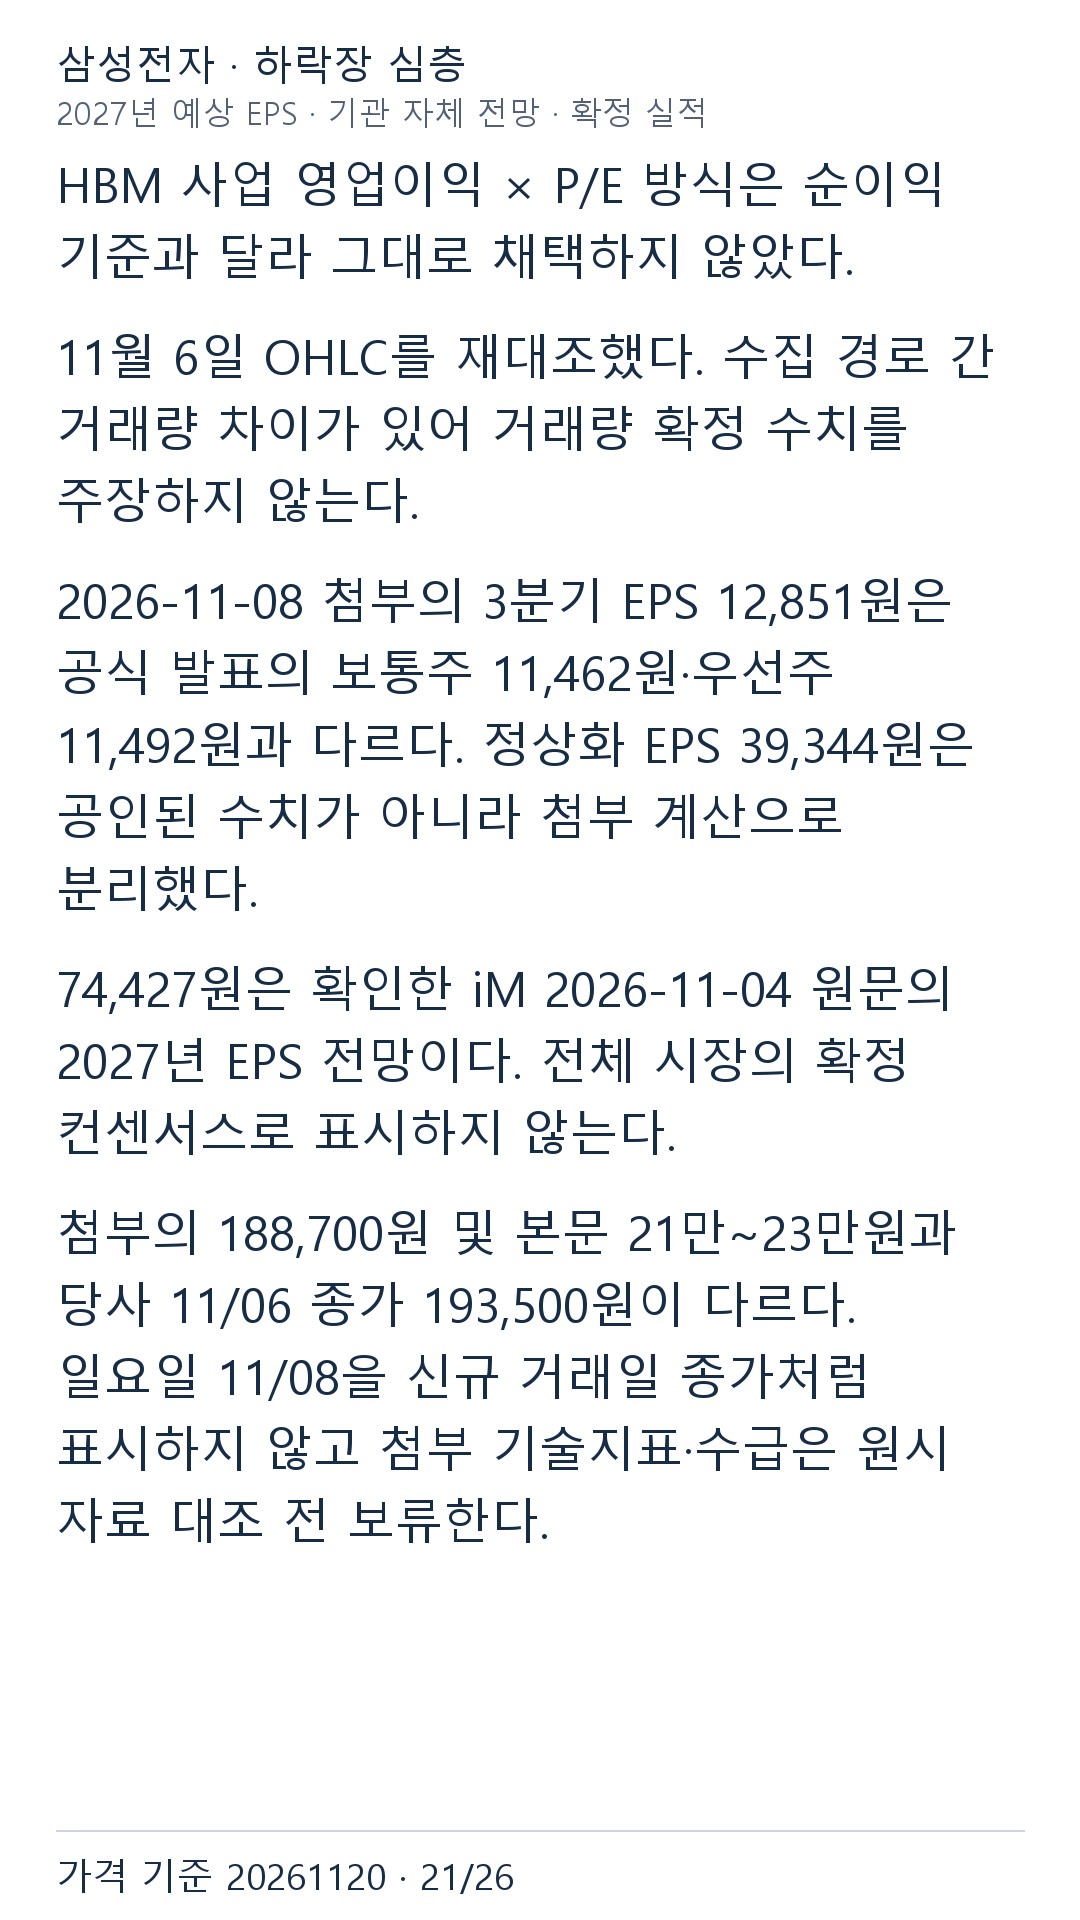 삼성전자 · 하락장 심층
2027년 예상 EPS · 기관 자체 전망 · 확정 실적
HBM 사업 영업이익 × P/E 방식은 순이익
기준과 달라 그대로 채택하지 않았다.
11월 6일 OHLC를 재대조했다. 수집 경로 간
거래량 차이가 있어 거래량 확정 수치를
주장하지 않는다.
2026-11-08 첨부의 3분기 EPS 12,851원은
공식 발표의 보통주 11,462원·우선주
11,492원과 다르다. 정상화 EPS 39,344원은
공인된 수치가 아니라 첨부 계산으로
분리했다.
74,427원은 확인한 iM 2026-11-04 원문의
2027년 EPS 전망이다. 전체 시장의 확정
컨센서스로 표시하지 않는다.
첨부의 188,700원 및 본문 21만~23만원과
당사 11/06 종가 193,500원이 다르다.
일요일 11/08을 신규 거래일 종가처럼
표시하지 않고 첨부 기술지표·수급은 원시
자료 대조 전 보류한다.
가격 기준 20261120 · 21/26